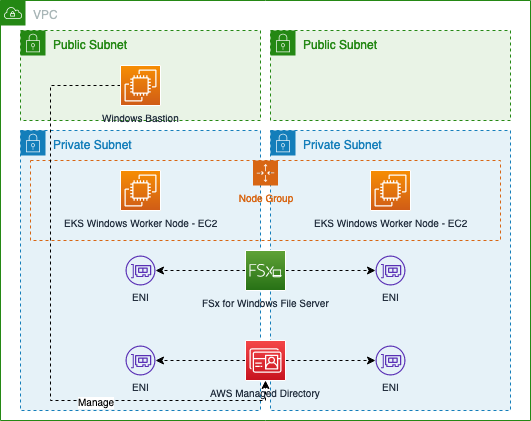 VPC
Public Subnet
Public Subnet
Windows Bastion
Private Subnet
Private Subnet
Node Group
EKS Windows Worker Node - EC2
EKS Windows Worker Node - EC2
FSx
ENI
ENI
FSx for Windows File Server
ENI
ENI
AWS Managed Directory
Manage